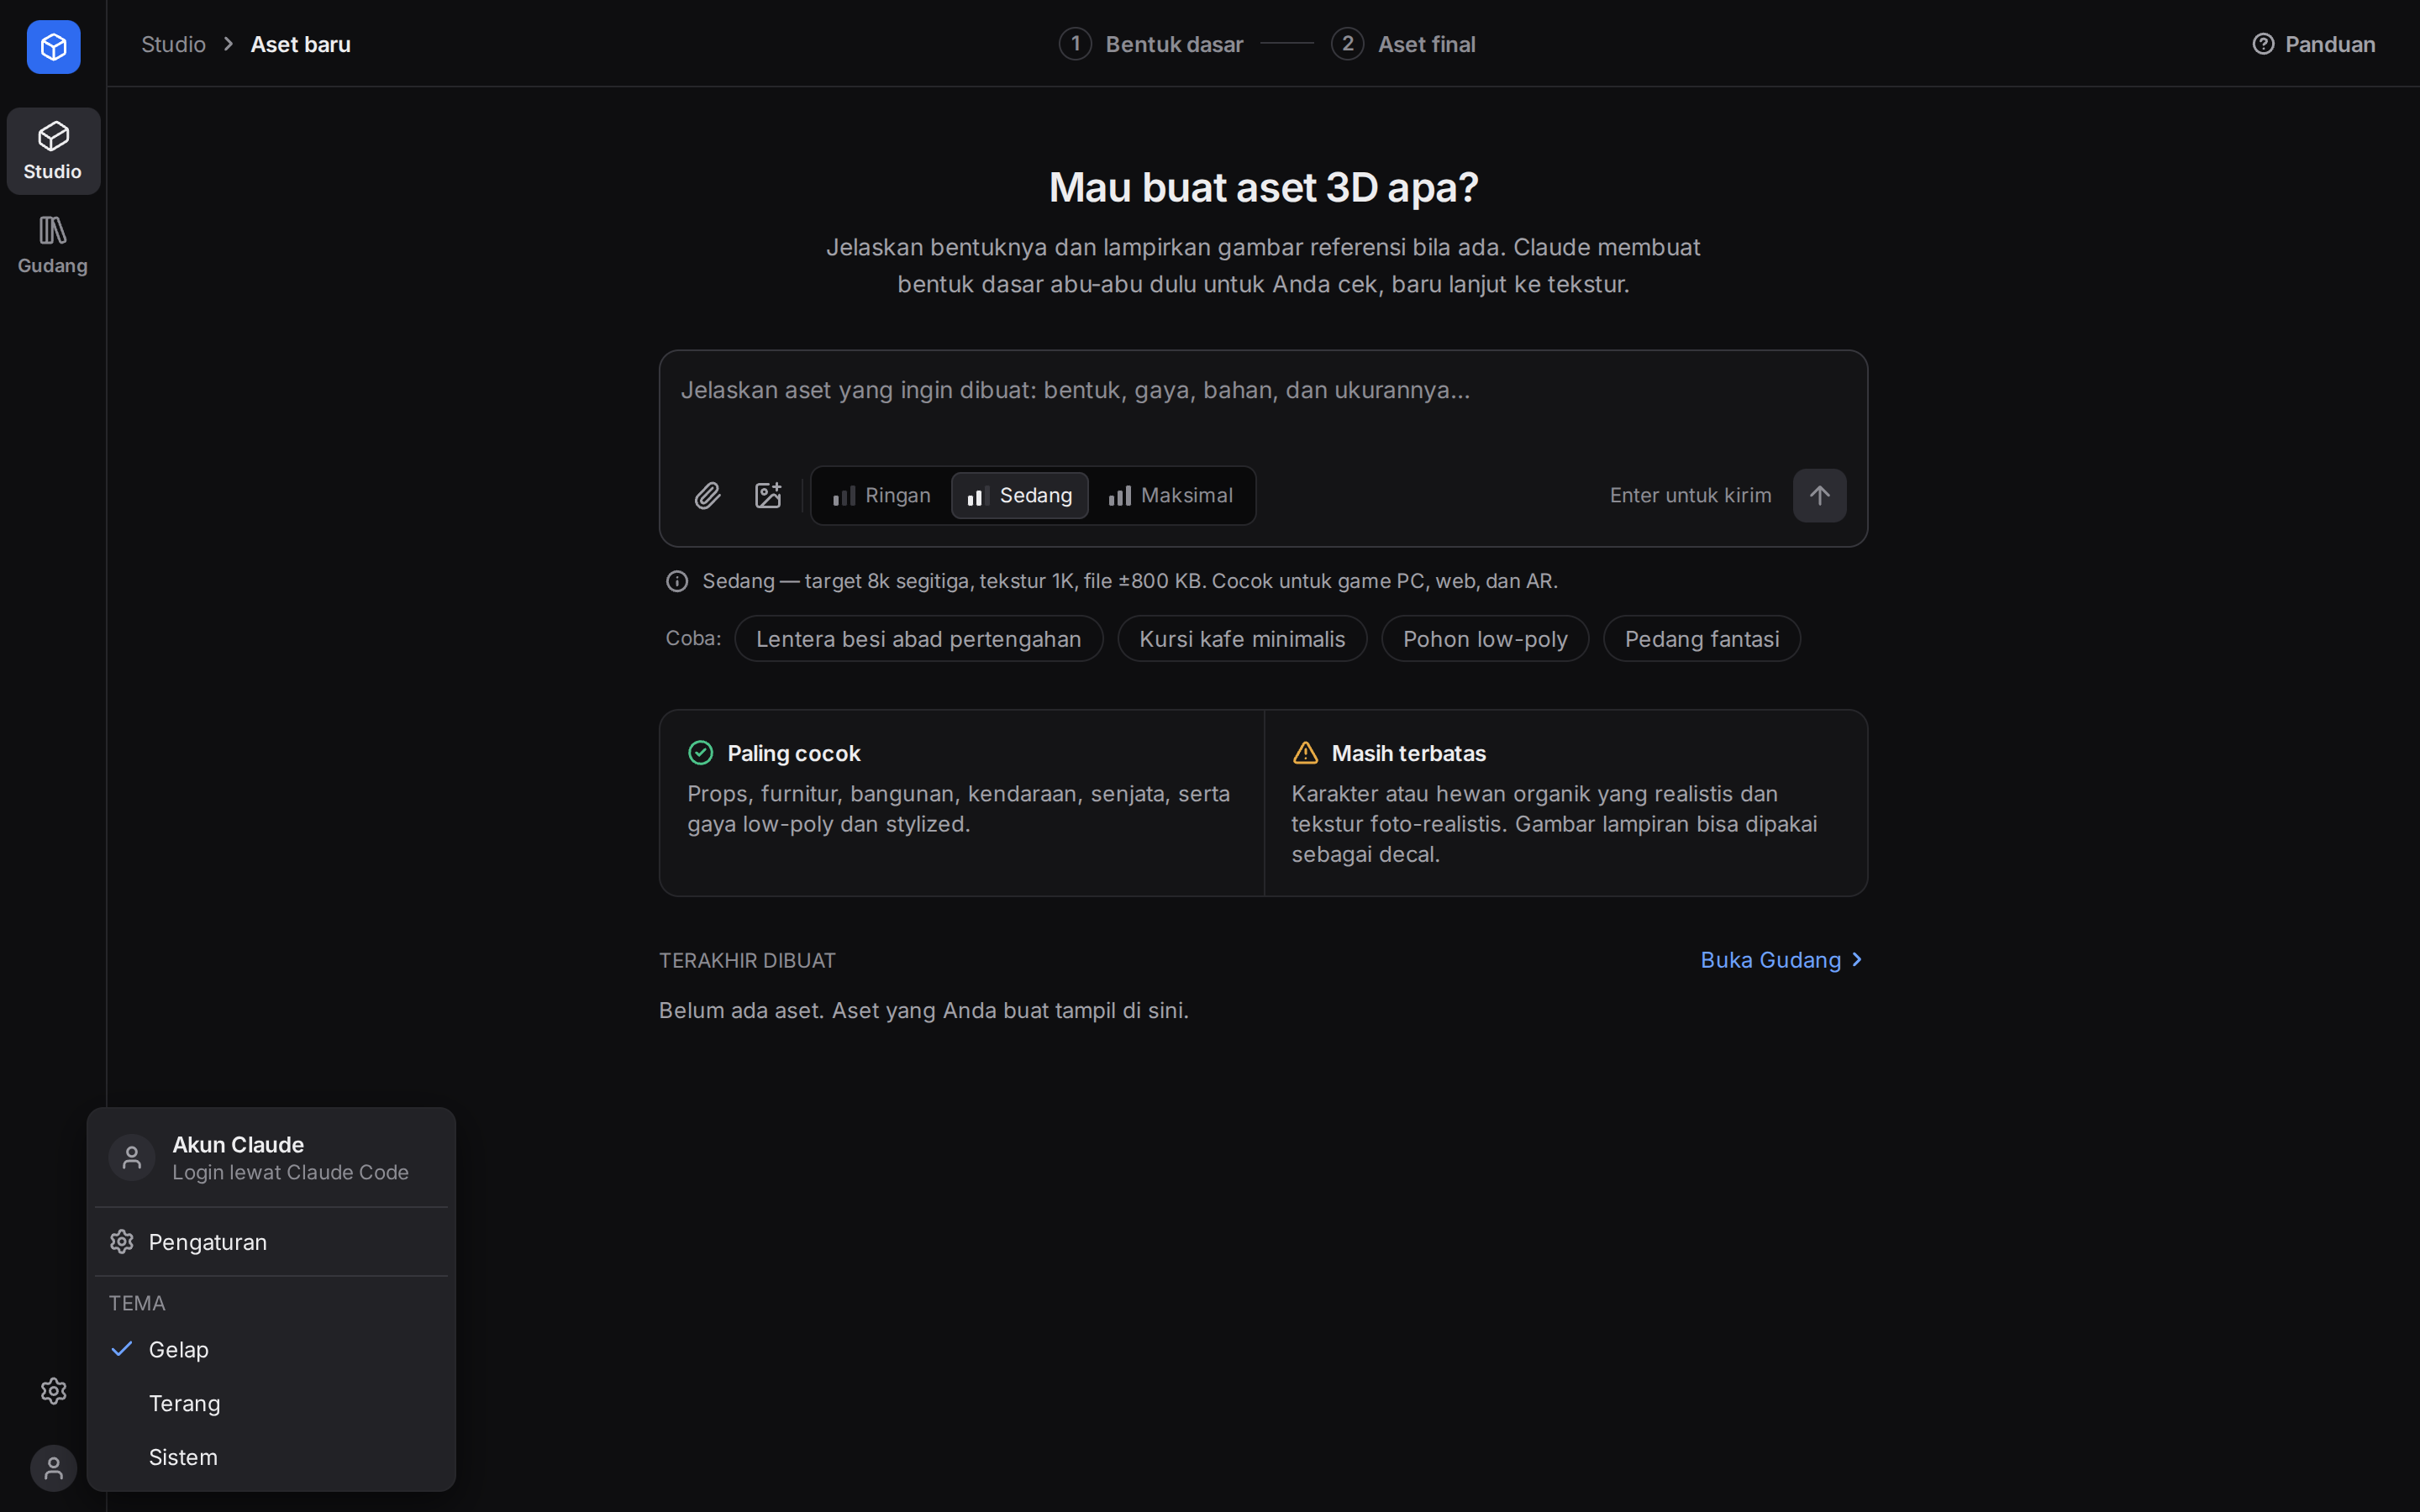 Studio
Gudang
Studio > Aset baru
1 Bentuk dasar
2 Aset final
Panduan
Mau buat aset 3D apa?
Jelaskan bentuknya dan lampirkan gambar referensi bila ada. Claude membuat
bentuk dasar abu-abu dulu untuk Anda cek, baru lanjut ke tekstur.
Jelaskan aset yang ingin dibuat: bentuk, gaya, bahan, dan ukurannya...
Ringan
Sedang
Maksimal
Enter untuk kirim
Sedang — target 8k segitiga, tekstur 1K, file ±800 KB. Cocok untuk game PC, web, dan AR.
Coba:
Lentera besi abad pertengahan
Kursi kafe minimalis
Pohon low-poly
Pedang fantasi
Paling cocok
Props, furnitur, bangunan, kendaraan, senjata, serta
gaya low-poly dan stylized.
Masih terbatas
Karakter atau hewan organik yang realistis dan
tekstur foto-realistis. Gambar lampiran bisa dipakai
sebagai decal.
TERAKHIR DIBUAT
Buka Gudang
Belum ada aset. Aset yang Anda buat tampil di sini.
Akun Claude
Login lewat Claude Code
Pengaturan
TEMA
Gelap
Terang
Sistem